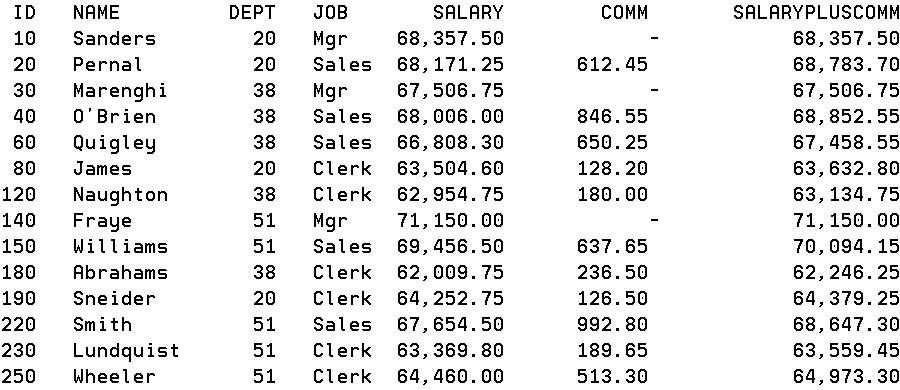 ID NAME DEPT JOB SALARY COMM SALARYPLUSCOMM
10 Sanders 20 Mgr 68,357.50 - 68,357.50
20 Pernal 20 Sales 68,171.25 612.45 68,783.70
30 Marenghi 38 Mgr 67,506.75 - 67,506.75
40 O'Brien 38 Sales 68,006.00 846.55 68,852.55
60 Quigley 38 Sales 66,808.30 650.25 67,458.55
80 James 20 Clerk 63,504.60 128.20 63,632.80
120 Naughton 38 Clerk 62,954.75 180.00 63,134.75
140 Fraye 51 Mgr 71,150.00 - 71,150.00
150 Williams 51 Sales 69,456.50 637.65 70,094.15
180 Abrahams 38 Clerk 62,009.75 236.50 62,246.25
190 Sneider 20 Clerk 64,252.75 126.50 64,379.25
220 Smith 51 Sales 67,654.50 992.80 68,647.30
230 Lundquist 51 Clerk 63,369.80 189.65 63,559.45
250 Wheeler 51 Clerk 64,460.00 513.30 64,973.30